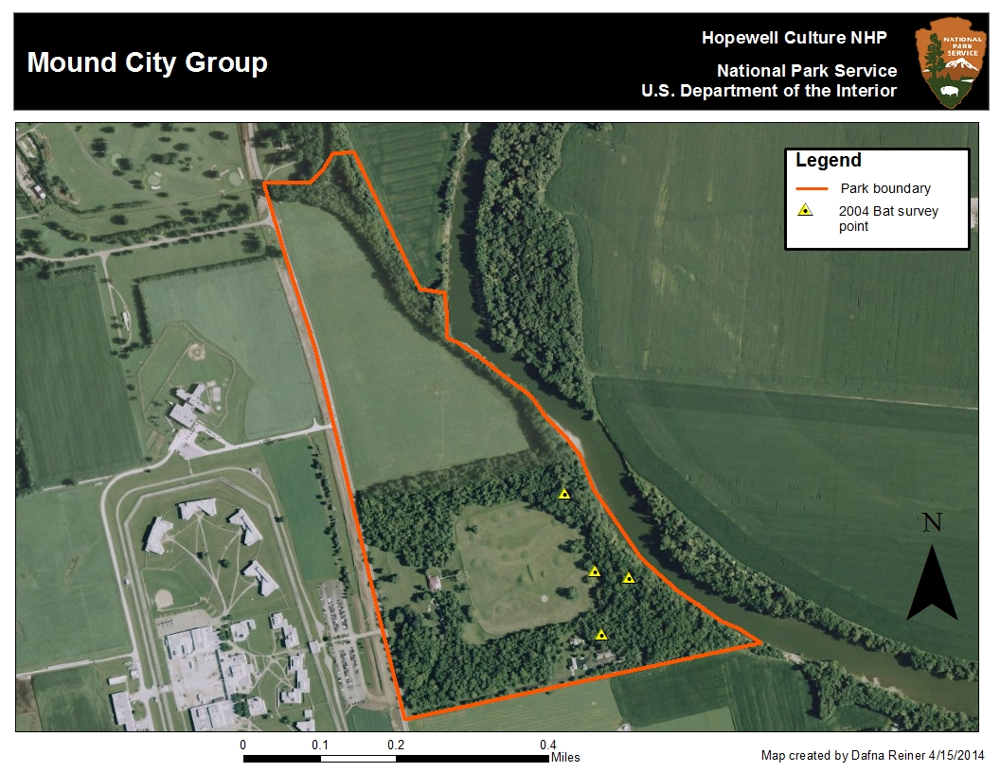 Mound City Group
Hopewell Culture NHP
National Park Service
U.S. Department of the Interior
NATIONAL
PARK
SERVICE
Legend
Park boundary
2004 Bat survey
point
N
0
0.1
0.2
0.4
Miles
Map created by Dafna Reiner 4/15/2014